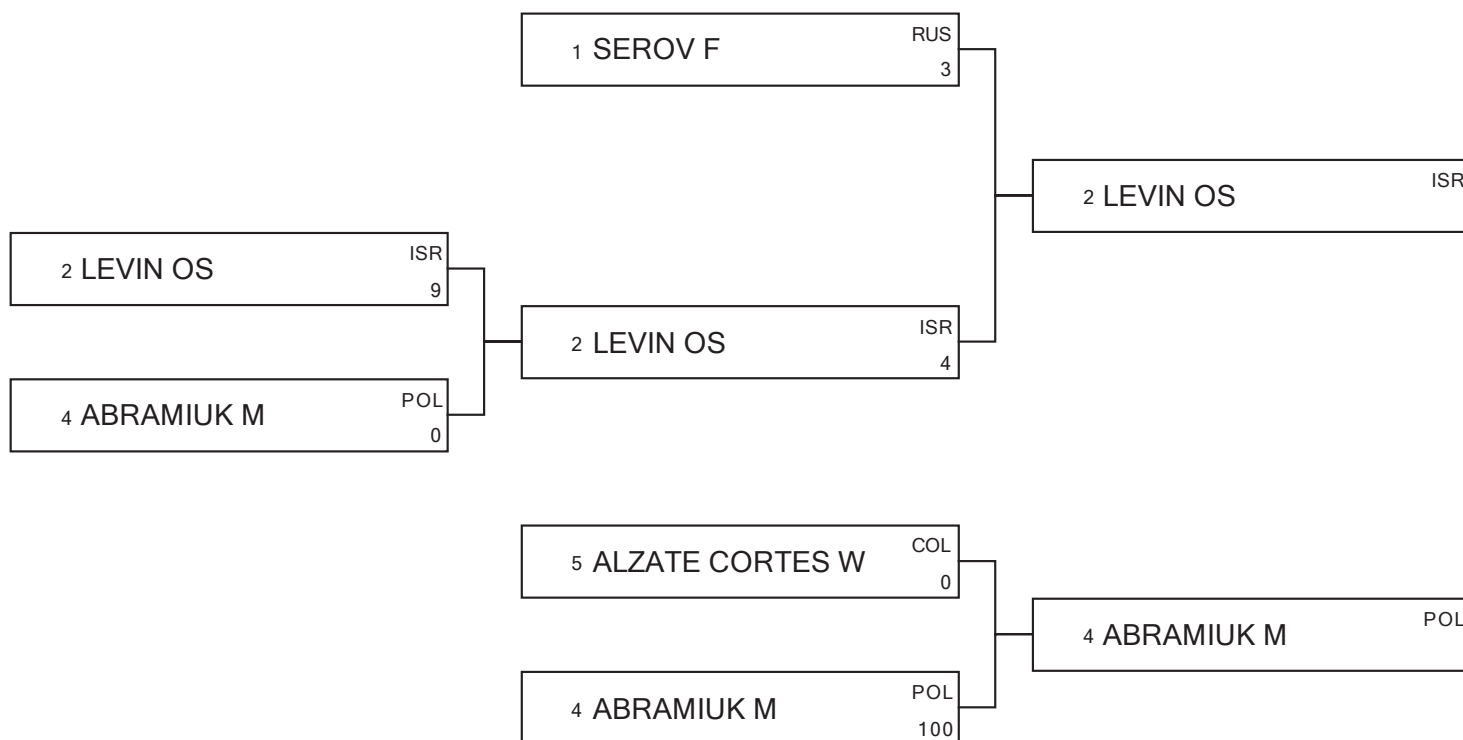 1 SEROV F RUS
3
2 LEVIN OS ISR
2 LEVIN OS ISR
9
2 LEVIN OS ISR
4
4 ABRAMIUK M POL
0
5 ALZATE CORTES W COL
0
4 ABRAMIUK M POL
4 ABRAMIUK M POL
100